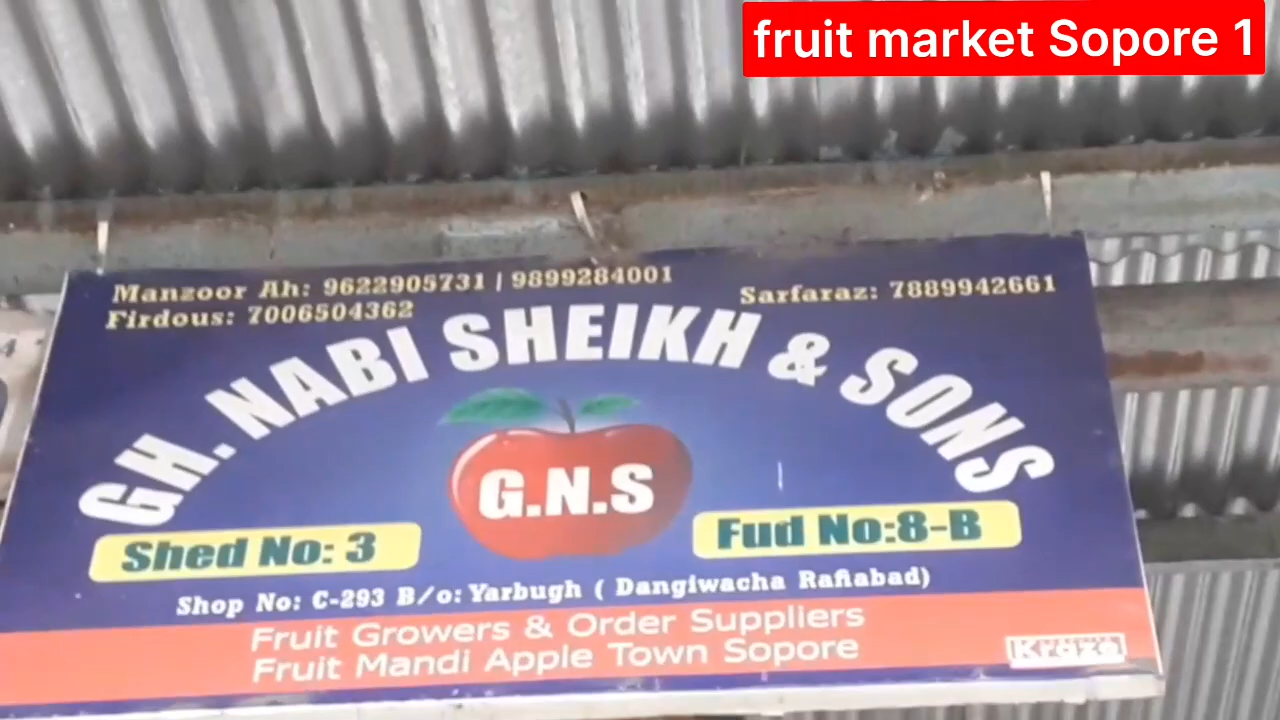 fruit market Sopore 1
Manzoor Ah: 9622905731 | 9899284001
Firdous: 7006504362
Sarfaraz: 7889942661
GH. NABI SHEIKH & SONS
G.N.S
Shed No: 3
Fud No:8-B
Shop No: C-293 B/o: Yarbugh ( Dangiwacha Rafiabad)
Fruit Growers & Order Suppliers
Fruit Mandi Apple Town Sopore
Kraze